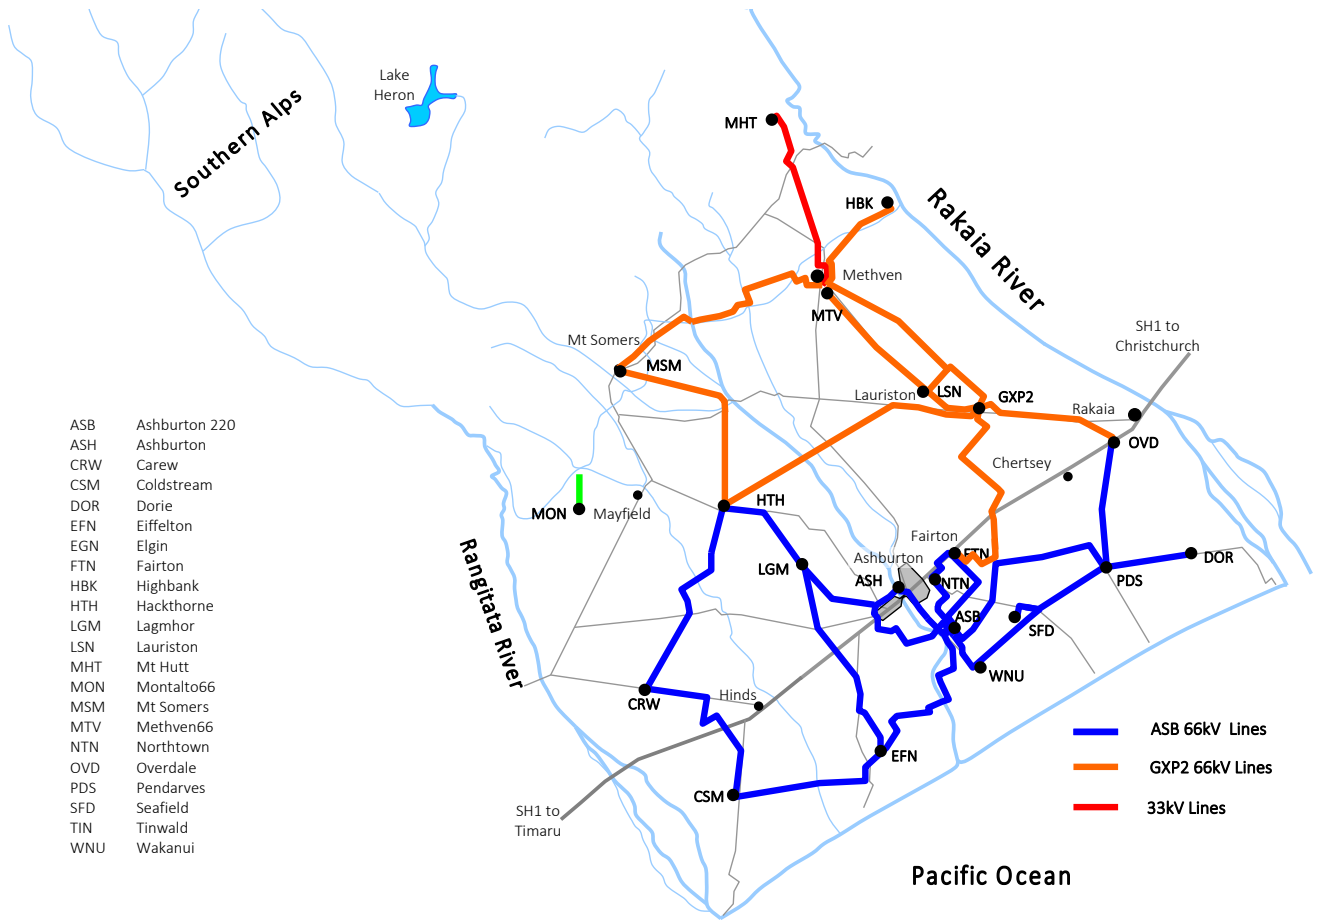 Lake
Heron
Southern Alps
MHT
HBK
Rakaia River
Methven
MTV
SH1 to
Christchurch
Mt Somers
MSM
Lauriston
LSN
GXP2
Rakaia
OVD
Chertsey
HTH
MON
Mayfield
Fairton
FTN
Ashburton
LGM
ASH
NTN
PDS
DOR
ASB
SFD
WNU
Rangitata River
CRW
Hinds
EFN
CSM
SH1 to
Timaru
Pacific Ocean
ASB Ashburton 220
ASH Ashburton
CRW Carew
CSM Coldstream
DOR Dorie
EFN Eiffelton
EGN Elgin
FTN Fairton
HBK Highbank
HTH Hackthorne
LGM Lagmhor
LSN Lauriston
MHT Mt Hutt
MON Montalto66
MSM Mt Somers
MTV Methven66
NTN Northtown
OVD Overdale
PDS Pendarves
SFD Seafield
TIN Tinwald
WNU Wakanui
ASB 66kV Lines
GXP2 66kV Lines
33kV Lines